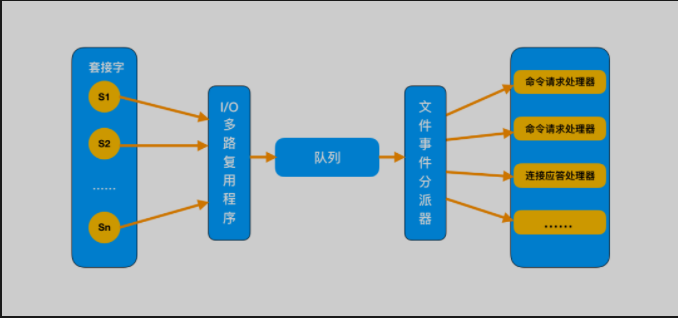 套接字
S1
S2
......
Sn
I/O
多
路
复
用
程
序
队列
文
件
事
件
分
派
器
命令请求处理器
命令请求处理器
连接应答处理器
......